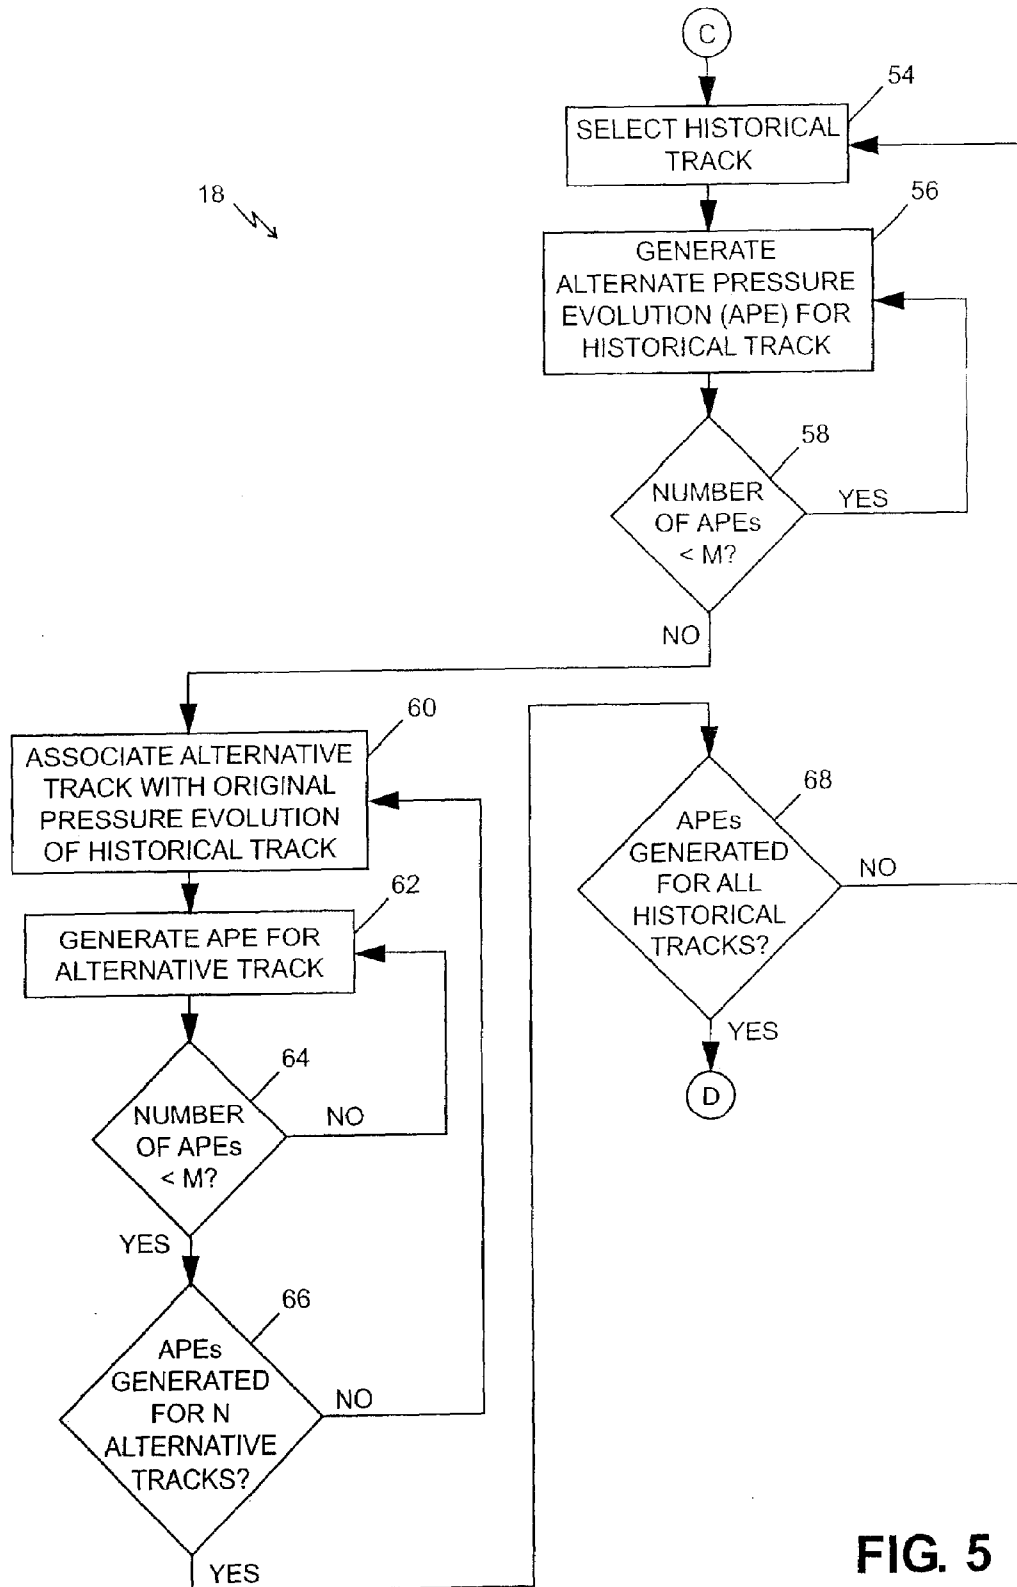 C
54
SELECT HISTORICAL
TRACK
18
56
GENERATE
ALTERNATE PRESSURE
EVOLUTION (APE) FOR
HISTORICAL TRACK
58
NUMBER
OF APEs
< M?
YES
NO
60
ASSOCIATE ALTERNATIVE
TRACK WITH ORIGINAL
PRESSURE EVOLUTION
OF HISTORICAL TRACK
62
GENERATE APE FOR
ALTERNATIVE TRACK
64
NUMBER
OF APEs
< M?
NO
YES
66
APEs
GENERATED
FOR N
ALTERNATIVE
TRACKS?
NO
YES
68
APEs
GENERATED
FOR ALL
HISTORICAL
TRACKS?
NO
YES
D
FIG. 5